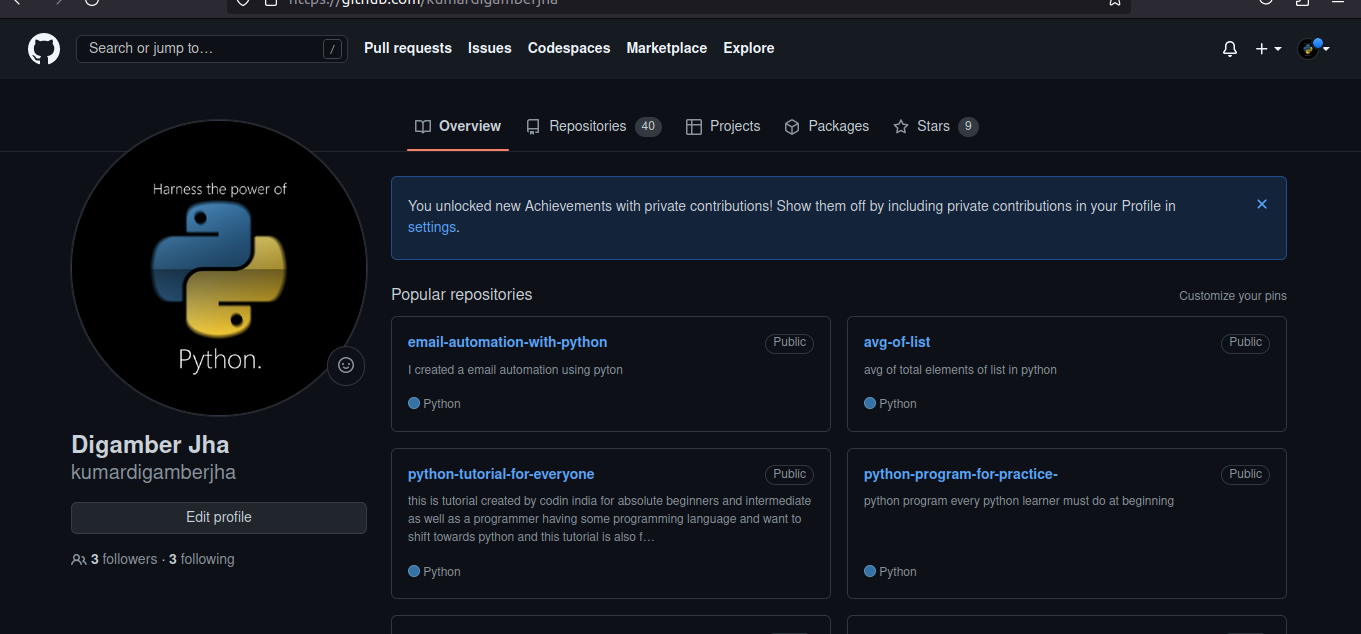 https://github.com/kumardigamberjha
Search or jump to…
/
Pull requests
Issues
Codespaces
Marketplace
Explore
Overview
Repositories 40
Projects
Packages
Stars 9
Harness the power of
Python.
Digamber Jha
kumardigamberjha
Edit profile
3 followers · 3 following
You unlocked new Achievements with private contributions! Show them off by including private contributions in your Profile in
settings.
Popular repositories
Customize your pins
email-automation-with-python
Public
I created a email automation using pyton
Python
avg-of-list
Public
avg of total elements of list in python
Python
python-tutorial-for-everyone
Public
this is tutorial created by codin india for absolute beginners and intermediate
as well as a programmer having some programming language and want to
shift towards python and this tutorial is also f…
Python
python-program-for-practice-
Public
python program every python learner must do at beginning
Python